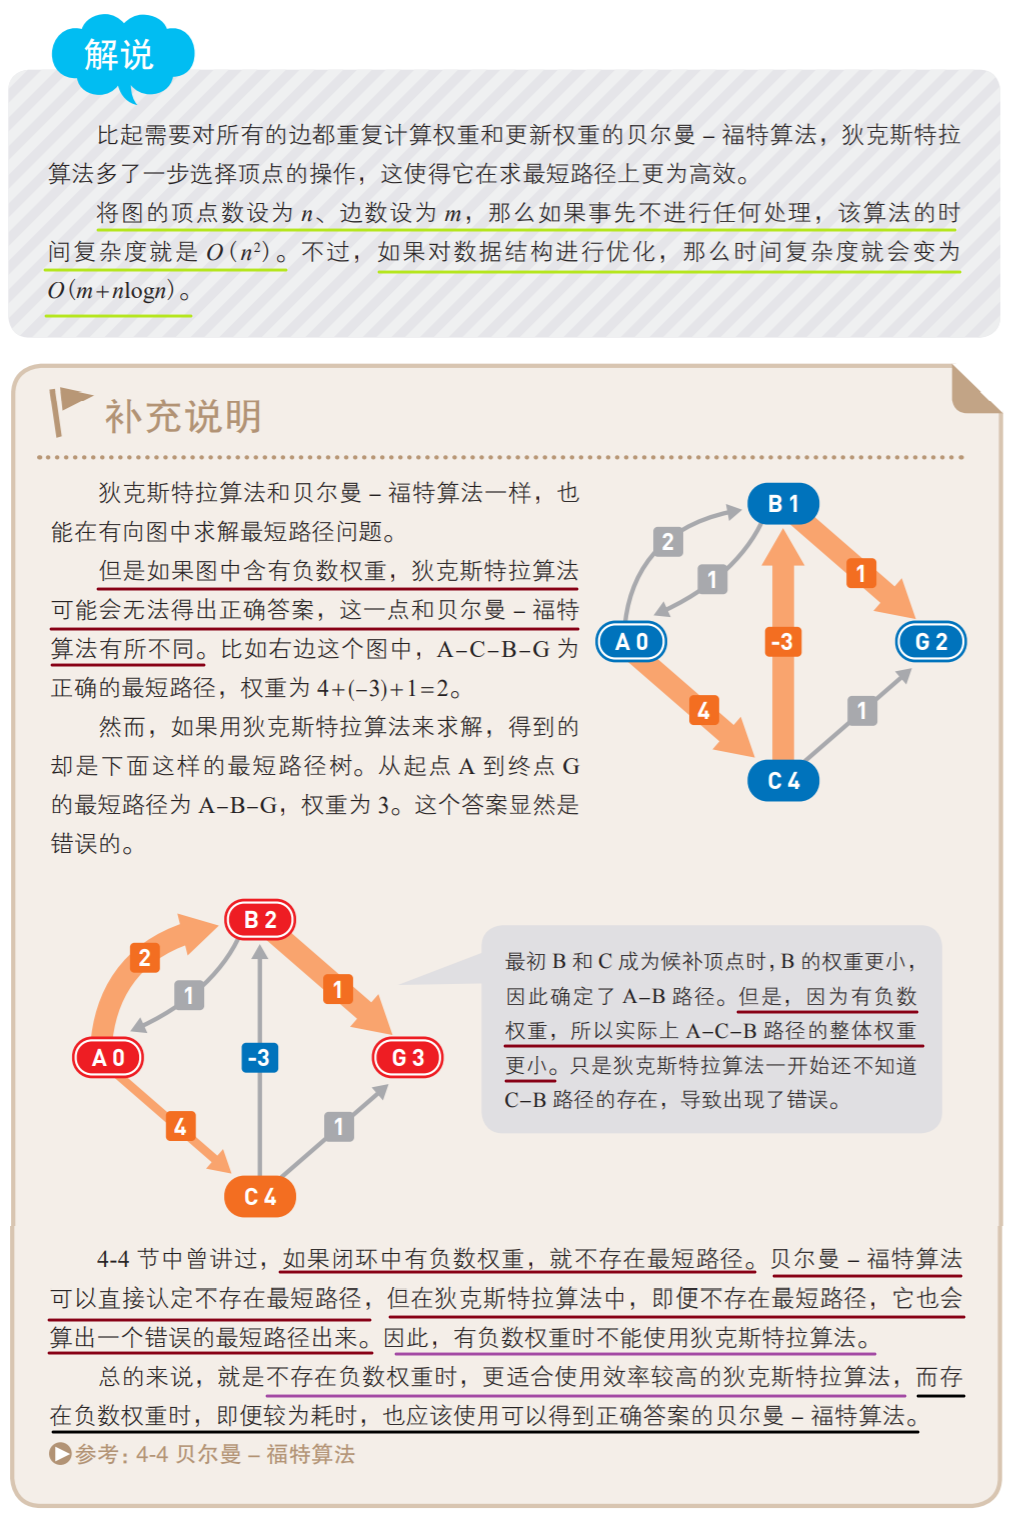 解说
比起需要对所有的边都重复计算权重和更新权重的贝尔曼 – 福特算法，狄克斯特拉
算法多了一步选择顶点的操作，这使得它在求最短路径上更为高效。
将图的顶点数设为 n、边数设为 m，那么如果事先不进行任何处理，该算法的时
间复杂度就是 O(n²)。不过，如果对数据结构进行优化，那么时间复杂度就会变为
O(m+nlogn)。
补充说明
狄克斯特拉算法和贝尔曼 – 福特算法一样，也
能在有向图中求解最短路径问题。
但是如果图中含有负数权重，狄克斯特拉算法
可能会无法得出正确答案，这一点和贝尔曼 – 福特
算法有所不同。比如右边这个图中，A–C–B–G 为
正确的最短路径，权重为 4+(–3)+1=2。
然而，如果用狄克斯特拉算法来求解，得到的
却是下面这样的最短路径树。从起点 A 到终点 G
的最短路径为 A–B–G，权重为 3。这个答案显然是
错误的。
B 1
2
1
1
A 0
-3
G 2
4
1
C 4
B 2
2
1
1
A 0
-3
G 3
4
1
C 4
最初 B 和 C 成为候补顶点时，B 的权重更小，
因此确定了 A–B 路径。但是，因为有负数
权重，所以实际上 A–C–B 路径的整体权重
更小。只是狄克斯特拉算法一开始还不知道
C–B 路径的存在，导致出现了错误。
4-4 节中曾讲过，如果闭环中有负数权重，就不存在最短路径。贝尔曼 – 福特算法
可以直接认定不存在最短路径，但在狄克斯特拉算法中，即便不存在最短路径，它也会
算出一个错误的最短路径出来。因此，有负数权重时不能使用狄克斯特拉算法。
总的来说，就是不存在负数权重时，更适合使用效率较高的狄克斯特拉算法，而存
在负数权重时，即便较为耗时，也应该使用可以得到正确答案的贝尔曼 – 福特算法。
参考：4-4 贝尔曼 – 福特算法